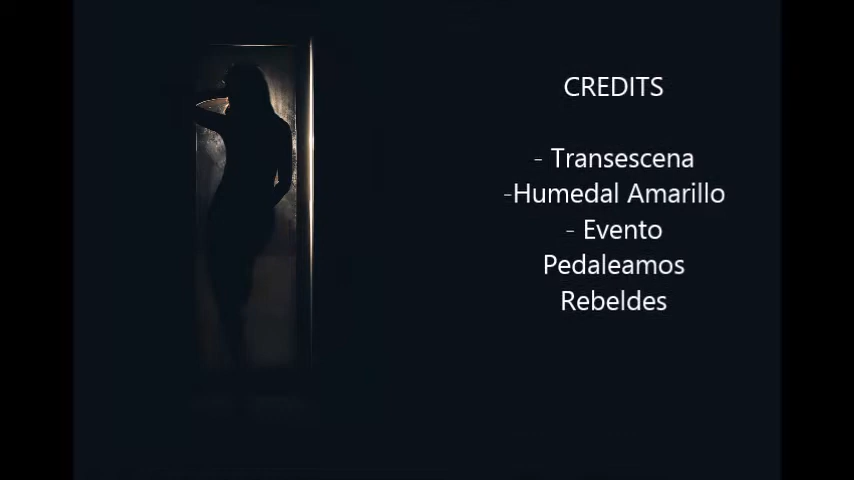 CREDITS
- Transescena
-Humedal Amarillo
- Evento
Pedaleamos
Rebeldes